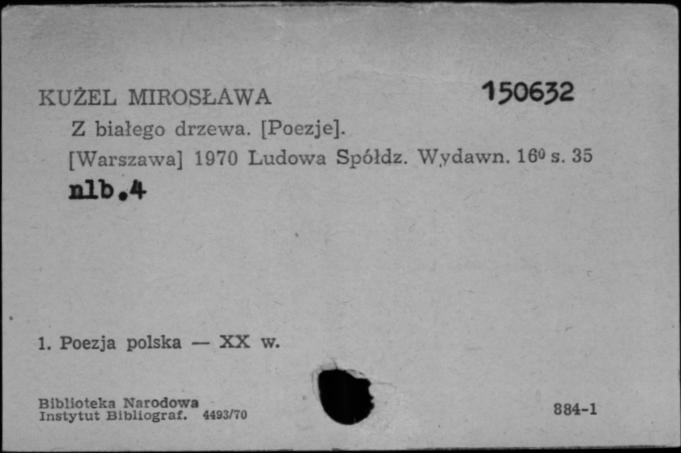 KUŻEL MIROSŁAWA 150632
Z białego drzewa. [Poezje].
[Warszawa] 1970 Ludowa Spółdz. Wydawn. 16⁰ s. 35
nlb.4
1. Poezja polska — XX w.
Biblioteka Narodowa
Instytut Bibliograf. 4493/70 884-1